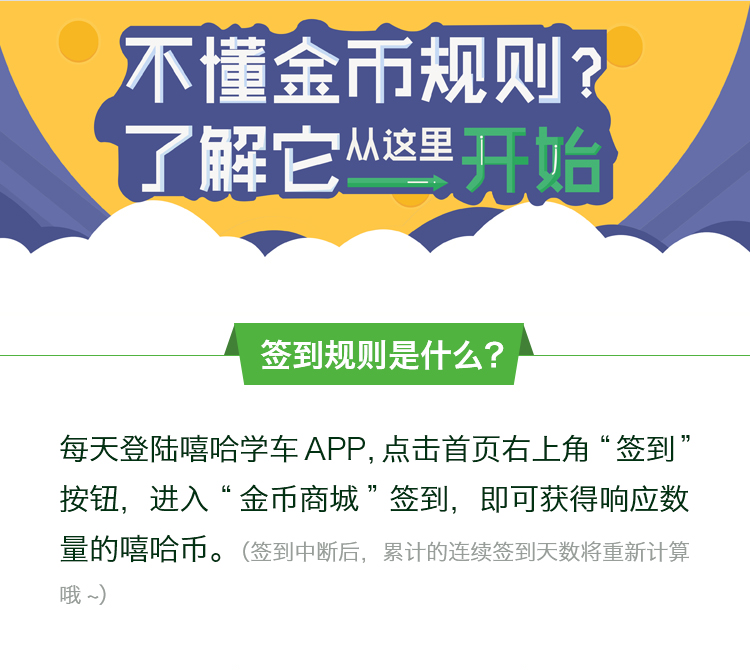 不懂金币规则?
了解它从这里开始
签到规则是什么?
每天登陆嘻哈学车APP,点击首页右上角“签到”
按钮，进入“金币商城”签到，即可获得响应数
量的嘻哈币。(签到中断后，累计的连续签到天数将重新计算
哦~)